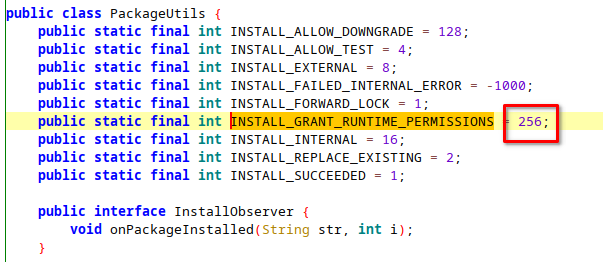 public class PackageUtils {
public static final int INSTALL_ALLOW_DOWNGRADE = 128;
public static final int INSTALL_ALLOW_TEST = 4;
public static final int INSTALL_EXTERNAL = 8;
public static final int INSTALL_FAILED_INTERNAL_ERROR = -1000;
public static final int INSTALL_FORWARD_LOCK = 1;
public static final int INSTALL_GRANT_RUNTIME_PERMISSIONS = 256;
public static final int INSTALL_INTERNAL = 16;
public static final int INSTALL_REPLACE_EXISTING = 2;
public static final int INSTALL_SUCCEEDED = 1;
public interface InstallObserver {
void onPackageInstalled(String str, int i);
}